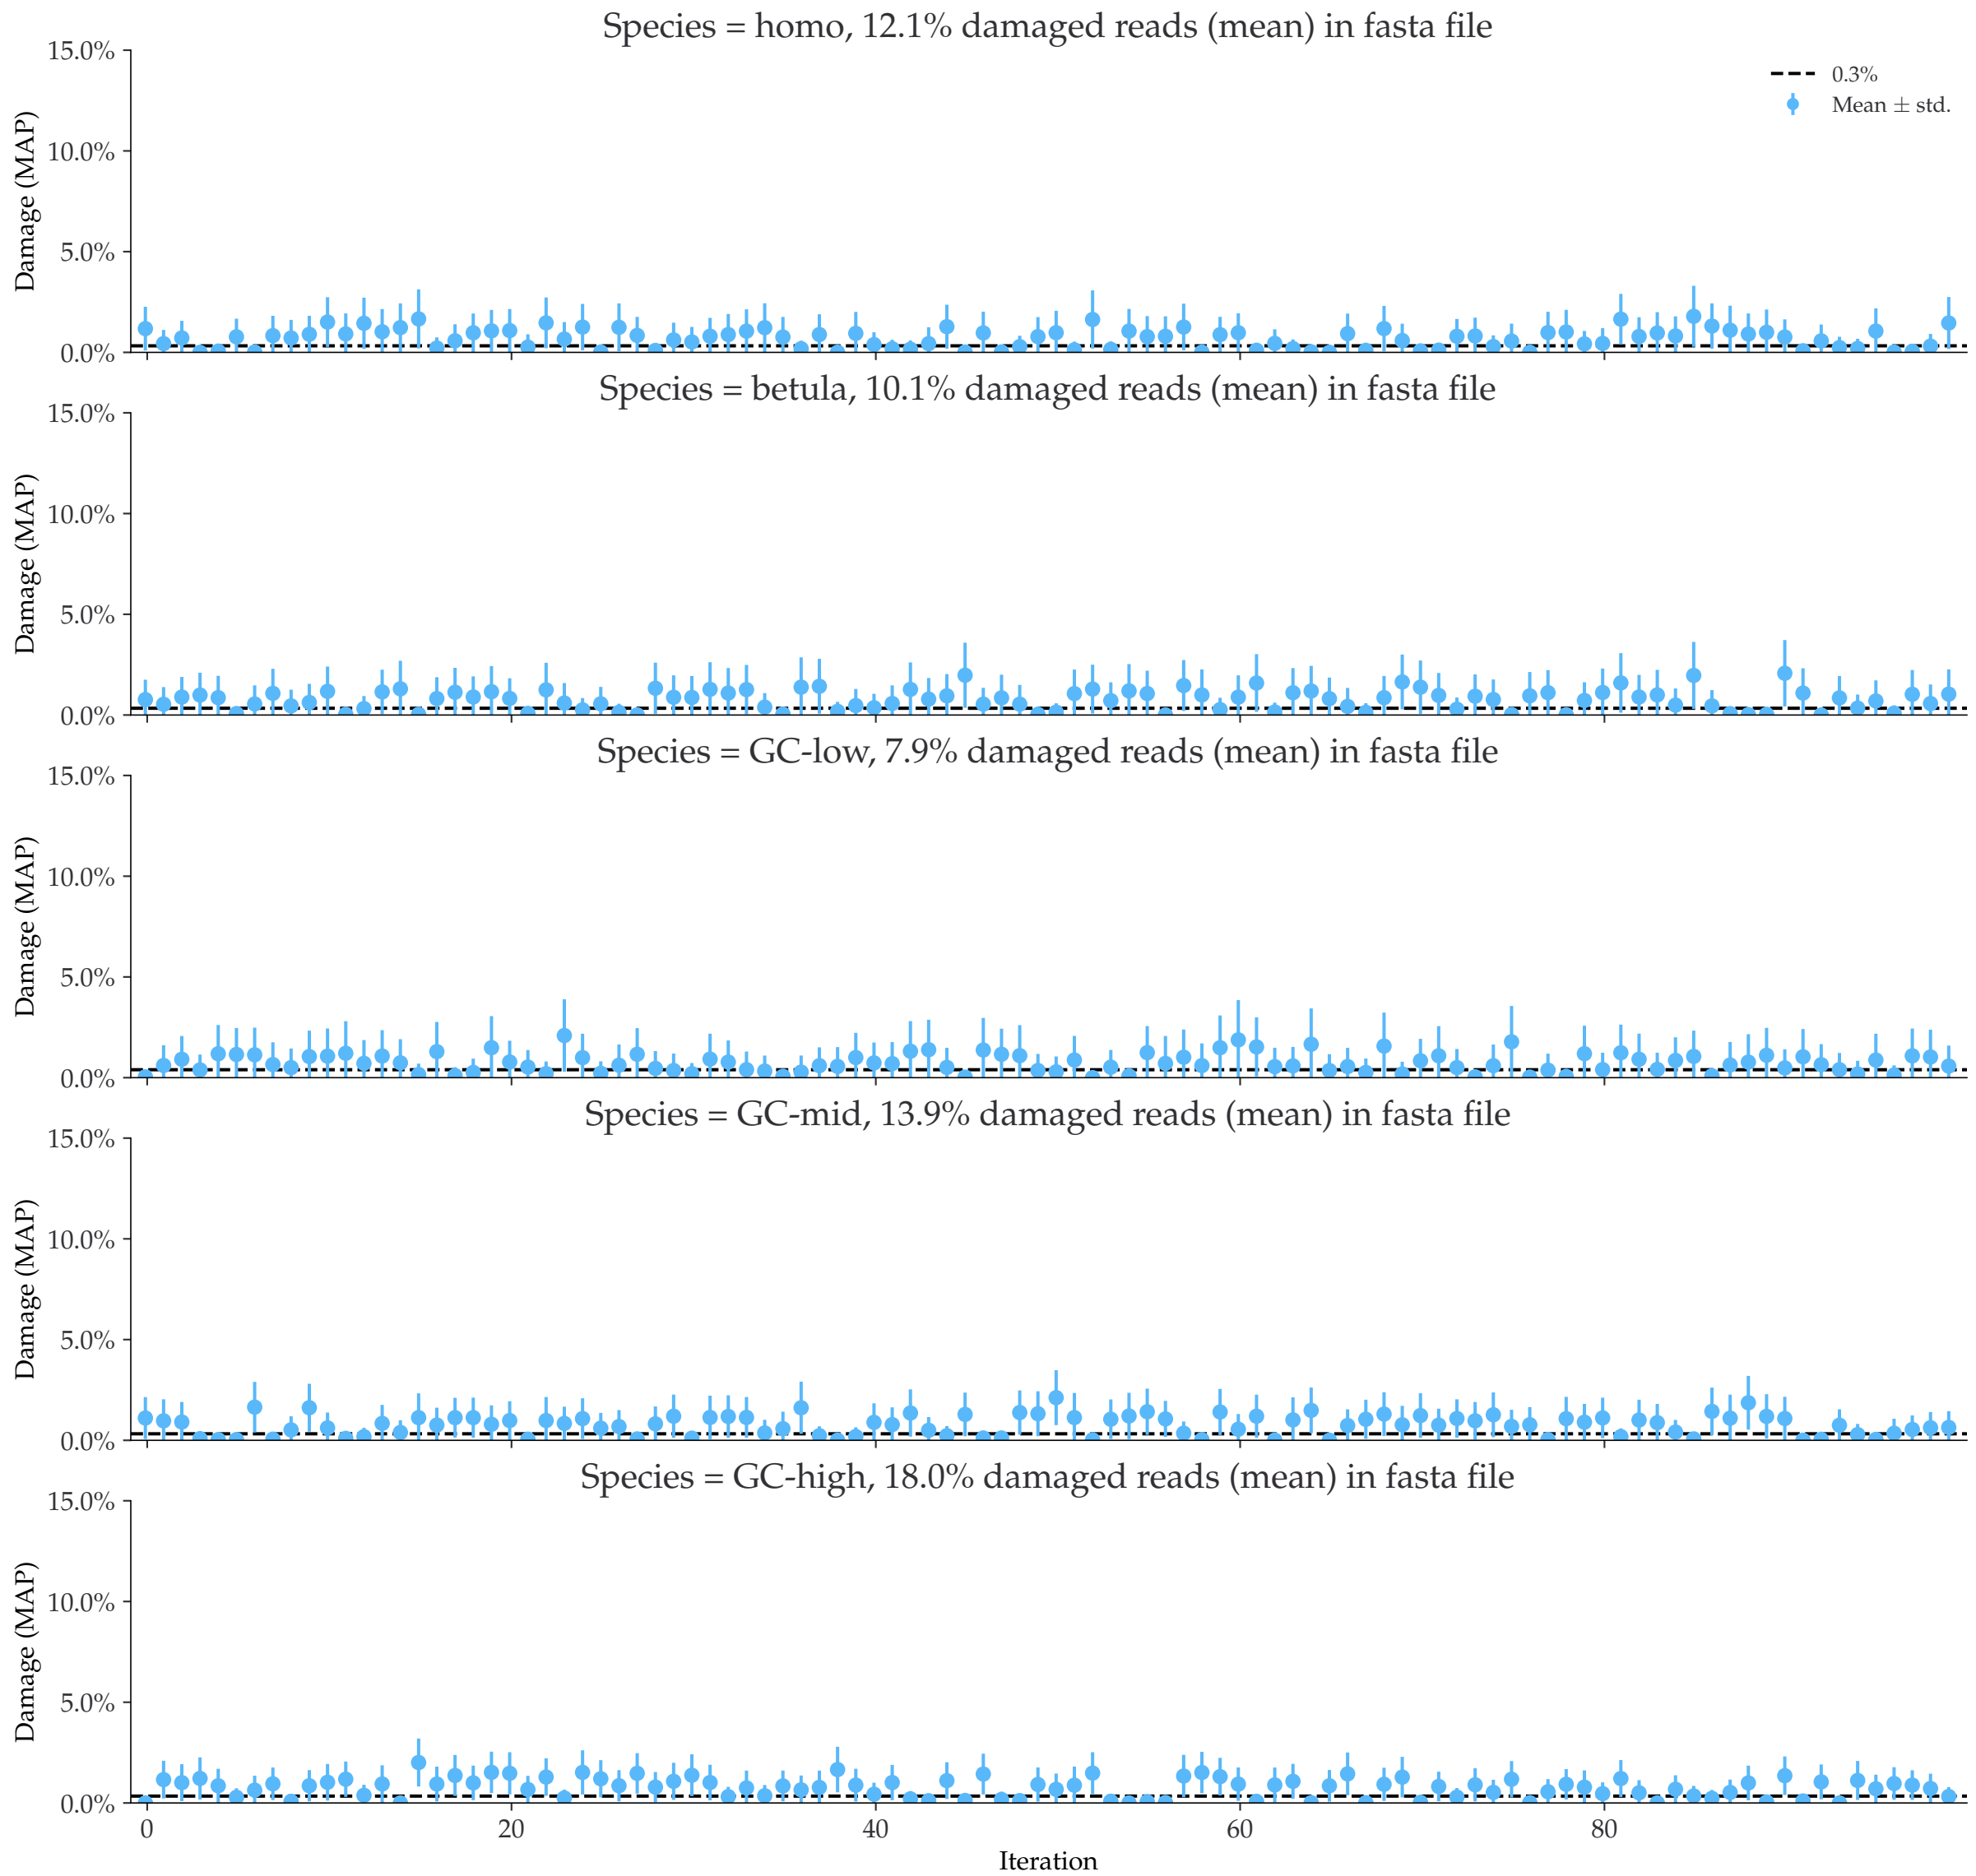 Species = homo, 12.1% damaged reads (mean) in fasta file
15.0%
10.0%
5.0%
0.0%
Damage (MAP)
0.3%
Mean ± std.
Species = betula, 10.1% damaged reads (mean) in fasta file
15.0%
10.0%
5.0%
0.0%
Damage (MAP)
Species = GC-low, 7.9% damaged reads (mean) in fasta file
15.0%
10.0%
5.0%
0.0%
Damage (MAP)
Species = GC-mid, 13.9% damaged reads (mean) in fasta file
15.0%
10.0%
5.0%
0.0%
Damage (MAP)
Species = GC-high, 18.0% damaged reads (mean) in fasta file
15.0%
10.0%
5.0%
0.0%
Damage (MAP)
0 20 40 60 80
Iteration